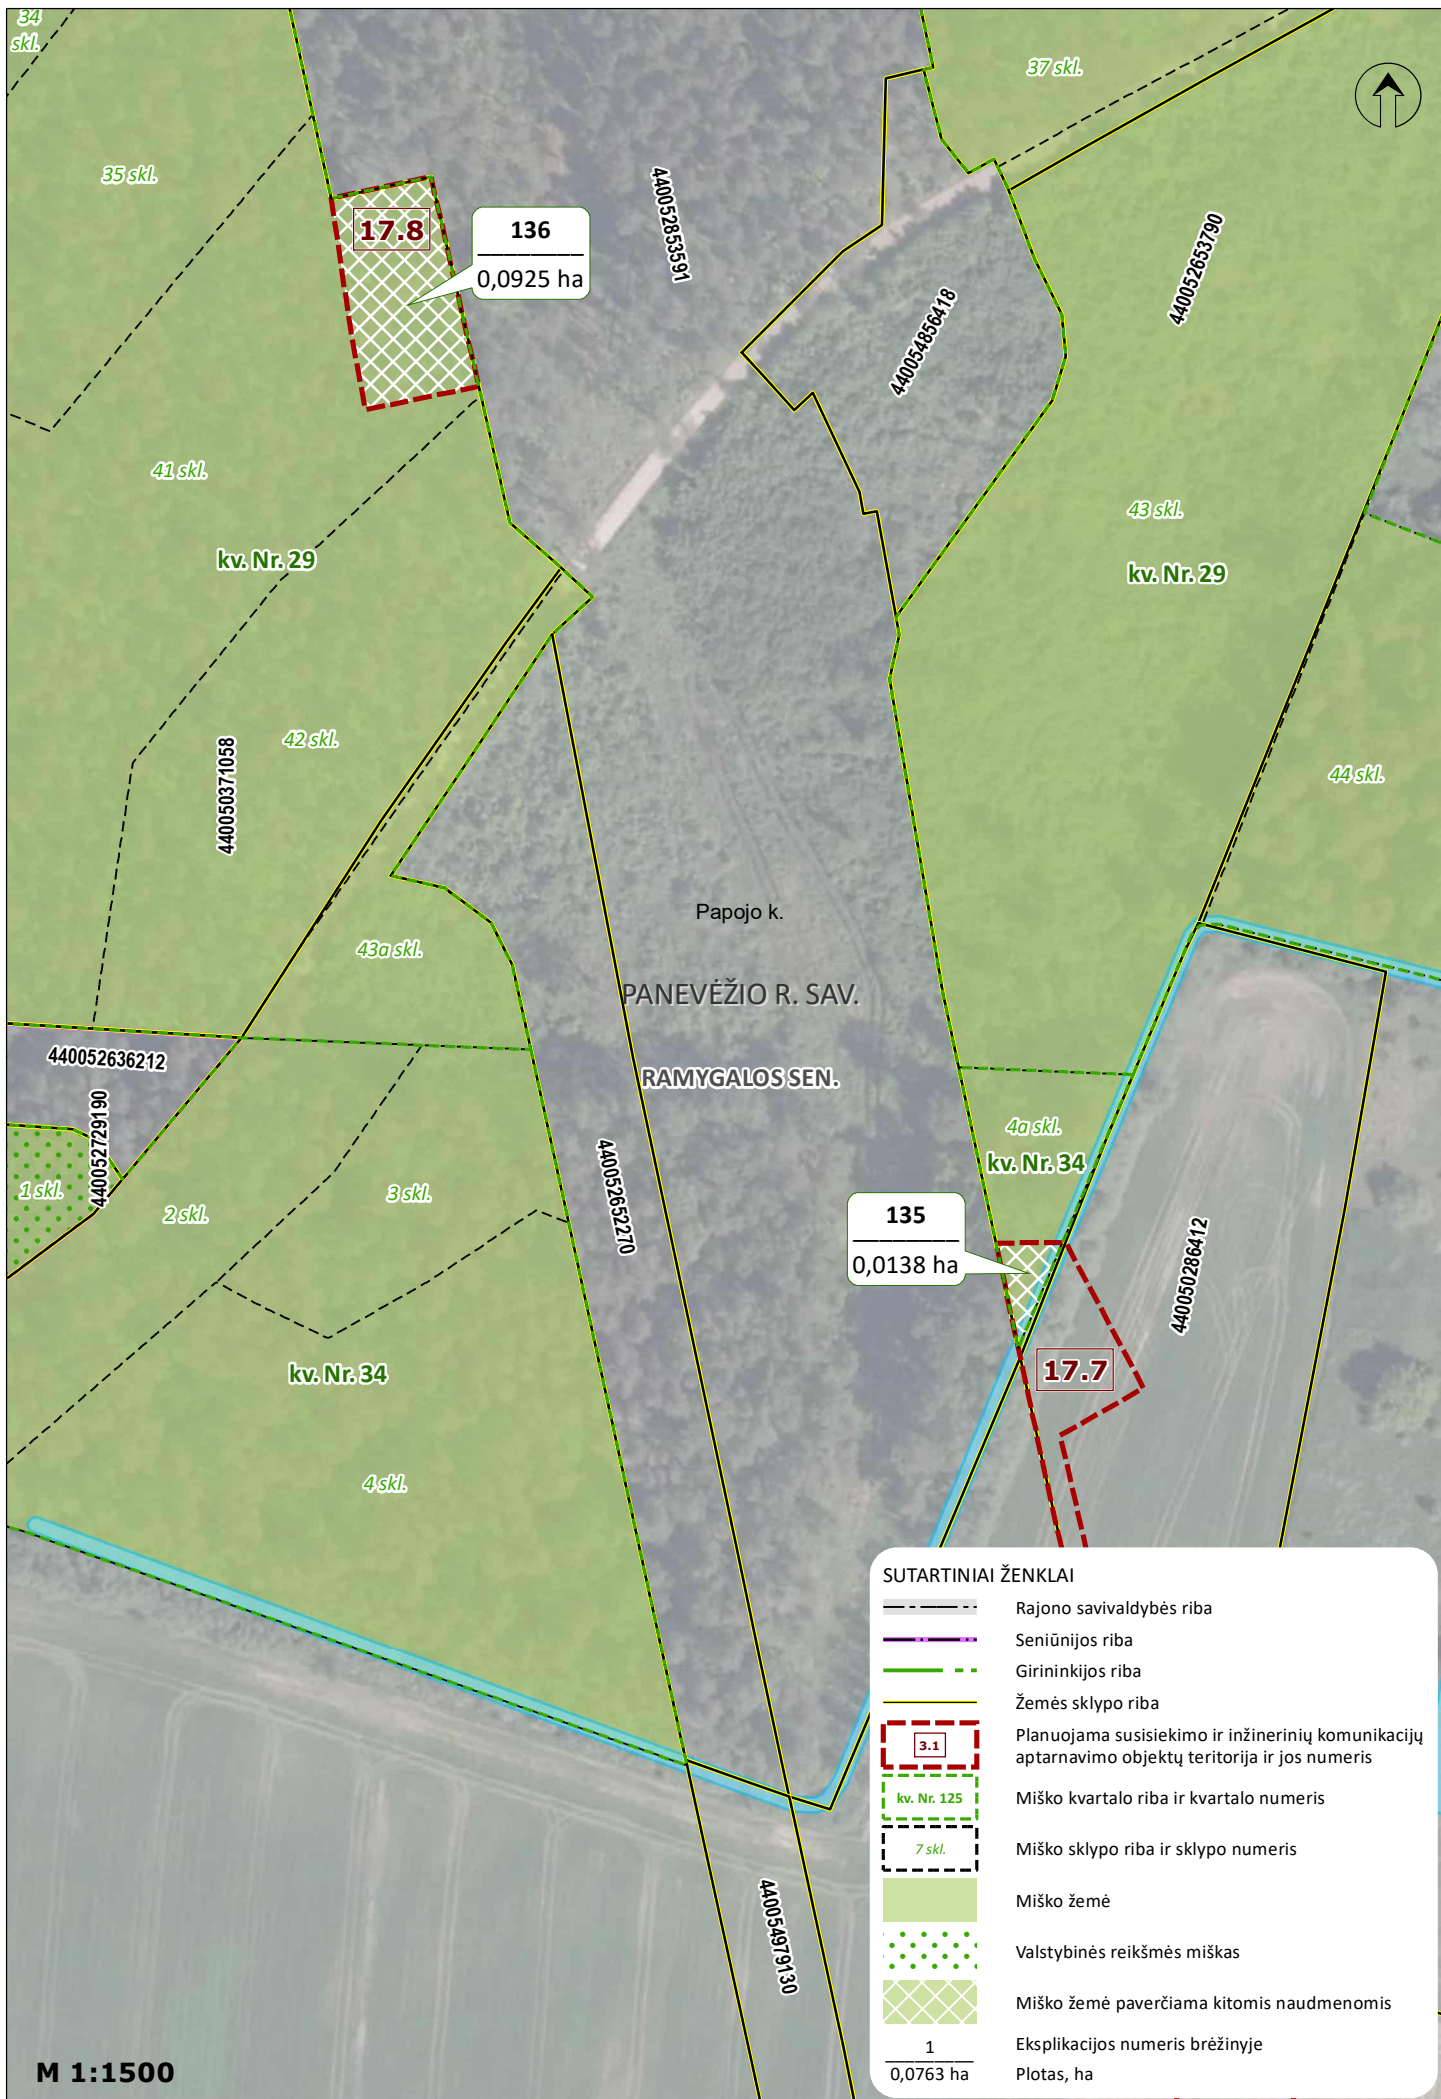 34
skl.
37 skl.
35 skl.
17.8
136
0,0925 ha
440052853591
440052653790
440054856418
41 skl.
43 skl.
kv. Nr. 29
kv. Nr. 29
42 skl.
440050371058
44 skl.
Papojo k.
43a skl.
PANEVĖŽIO R. SAV.
440052636212
RAMYGALOS SEN.
440052729190
4a skl.
kv. Nr. 34
1 skl.
2 skl.
3 skl.
440052652270
135
0,0138 ha
440050286412
17.7
kv. Nr. 34
4 skl.
SUTARTINIAI ŽENKLAI
Rajono savivaldybės riba
Seniūnijos riba
Girininkijos riba
Žemės sklypo riba
3.1
Planuojama susisiekimo ir inžinerinių komunikacijų
aptarnavimo objektų teritorija ir jos numeris
kv. Nr. 125
Miško kvartalo riba ir kvartalo numeris
7 skl.
Miško sklypo riba ir sklypo numeris
Miško žemė
Valstybinės reikšmės miškas
Miško žemė paverčiama kitomis naudmenomis
1
Eksplikacijos numeris brėžinyje
0,0763 ha
Plotas, ha
440054979130
M 1:1500